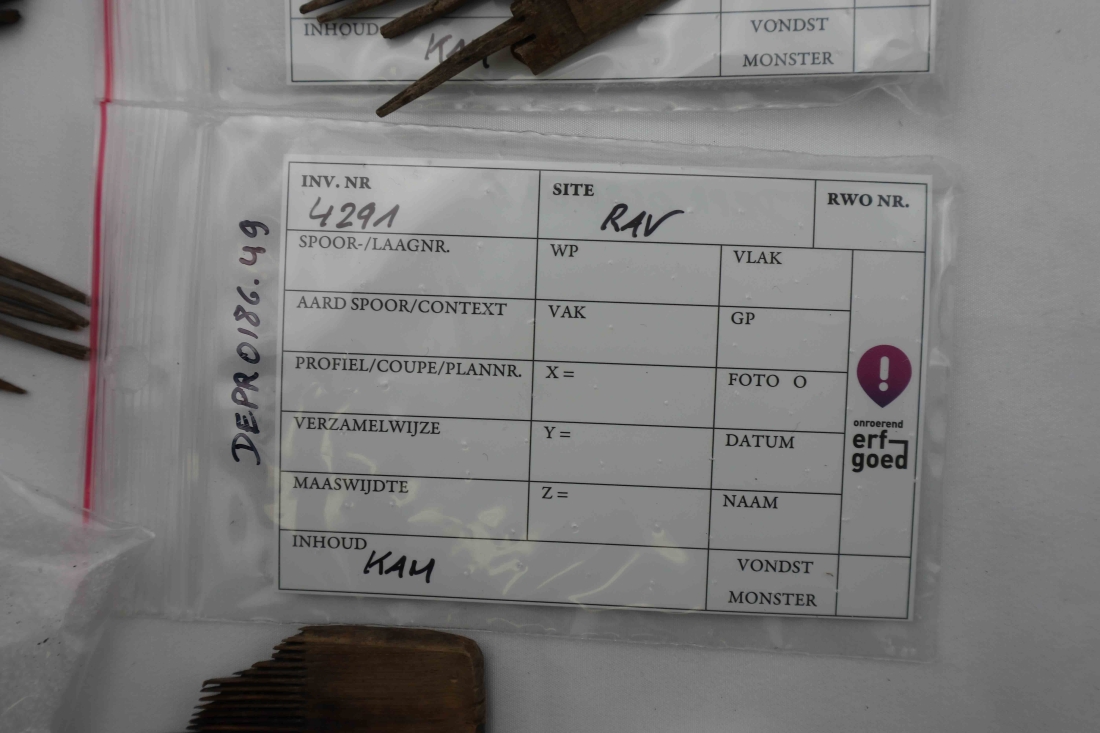 INHOUD
KAM
VONDST
MONSTER
INV. NR
4291
SITE
RAV
RWO NR.
SPOOR-/LAAGNR.
WP
VLAK
AARD SPOOR/CONTEXT
VAK
GP
PROFIEL/COUPE/PLANNR.
X =
FOTO O
VERZAMELWIJZE
Y =
DATUM
MAASWIJDTE
Z =
NAAM
INHOUD
KAM
VONDST
MONSTER
onroerend
erf
goed
DEPR0186.49